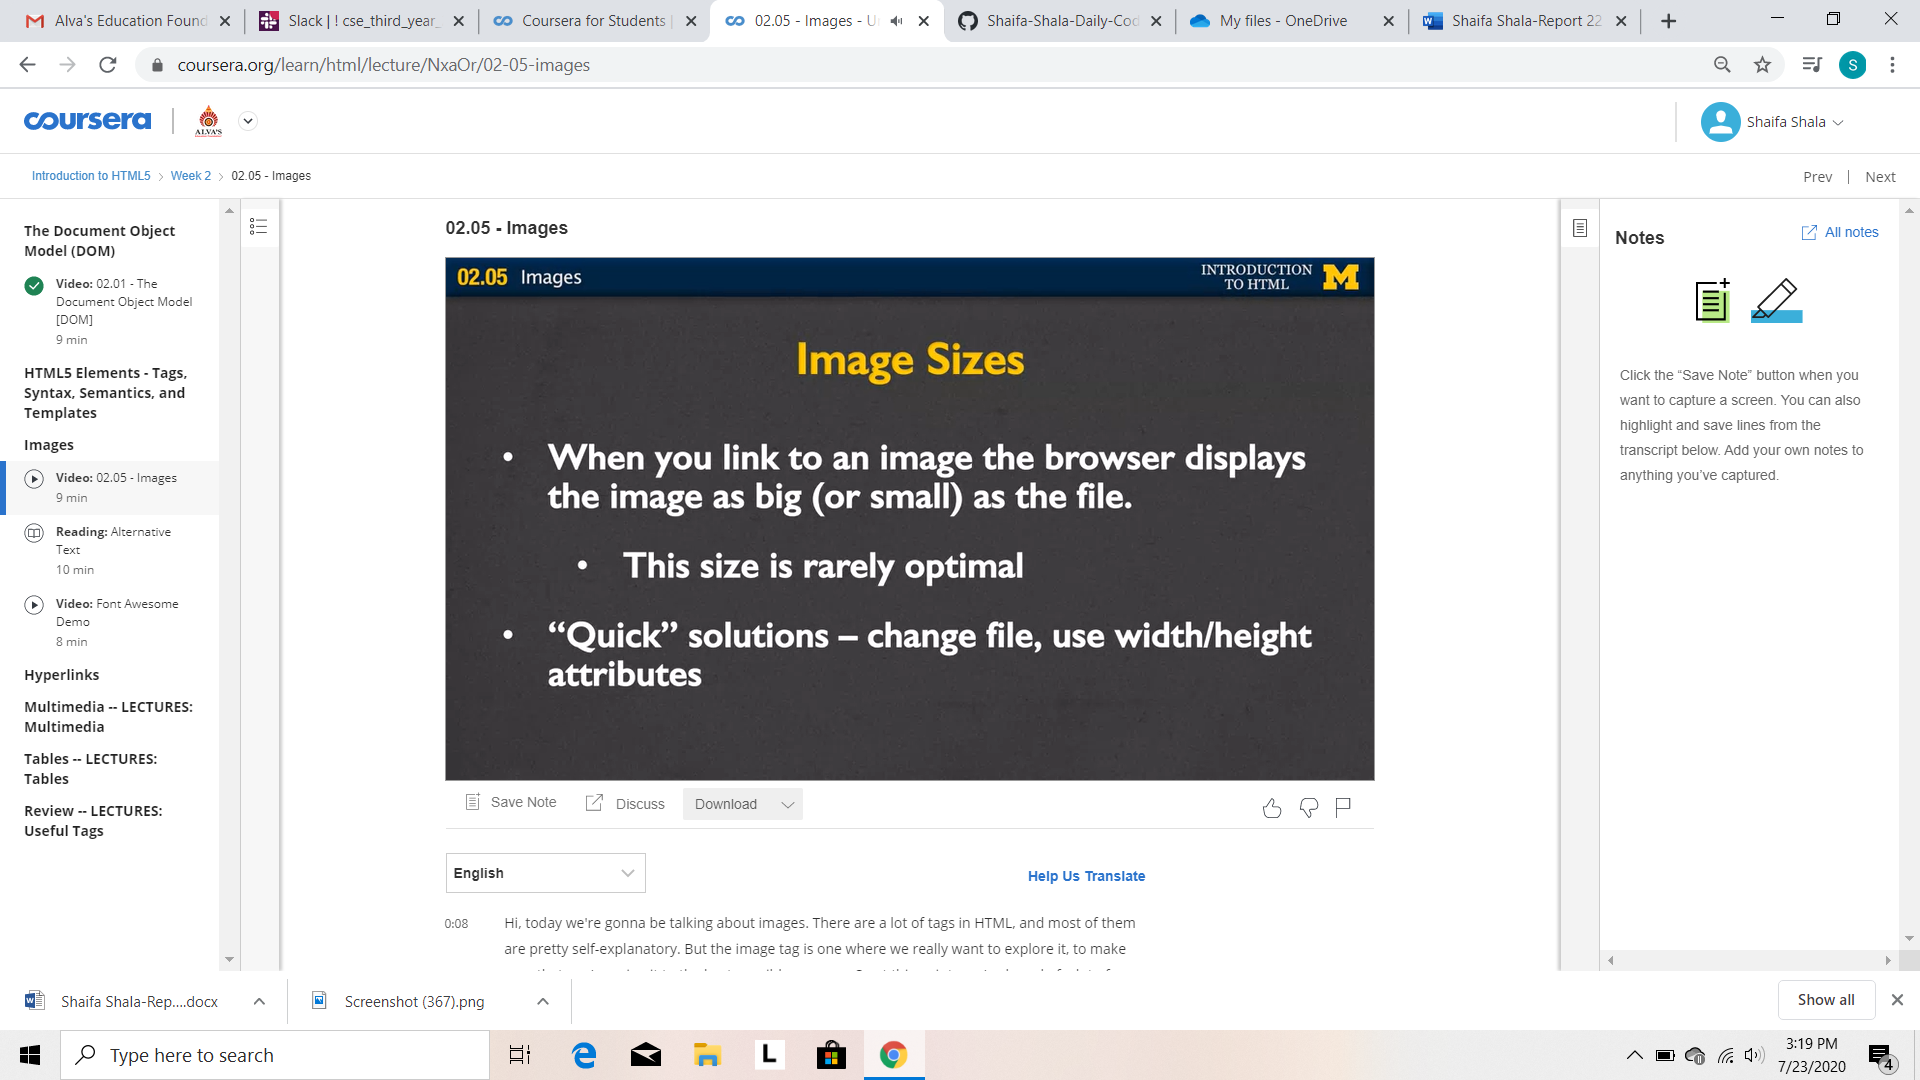 Alva's Education Found
Slack | ! cse_third_year_
Coursera for Students |
02.05 - Images - U
Shaifa-Shala-Daily-Cod
My files - OneDrive
Shaifa Shala-Report 22
coursera.org/learn/html/lecture/NxaOr/02-05-images
S
coursera
ALVA'S
Shaifa Shala
Introduction to HTML5
Week 2
02.05 - Images
Prev | Next
The Document Object
Model (DOM)
Video: 02.01 - The
Document Object Model
[DOM]
9 min
HTML5 Elements - Tags,
Syntax, Semantics, and
Templates
Images
Video: 02.05 - Images
9 min
Reading: Alternative
Text
10 min
Video: Font Awesome
Demo
8 min
Hyperlinks
Multimedia -- LECTURES:
Multimedia
Tables -- LECTURES:
Tables
Review -- LECTURES:
Useful Tags
02.05 - Images
02.05 Images
INTRODUCTION
TO HTML
M
Image Sizes
• When you link to an image the browser displays
the image as big (or small) as the file.
• This size is rarely optimal
• “Quick” solutions – change file, use width/height
attributes
Save Note
Discuss
Download
English
Help Us Translate
0:08
Hi, today we're gonna be talking about images. There are a lot of tags in HTML, and most of them
are pretty self-explanatory. But the image tag is one where we really want to explore it, to make
Notes
All notes
Click the “Save Note” button when you
want to capture a screen. You can also
highlight and save lines from the
transcript below. Add your own notes to
anything you’ve captured.
Shaifa Shala-Rep....docx
Screenshot (367).png
Show all
Type here to search
L
3:19 PM
7/23/2020
4